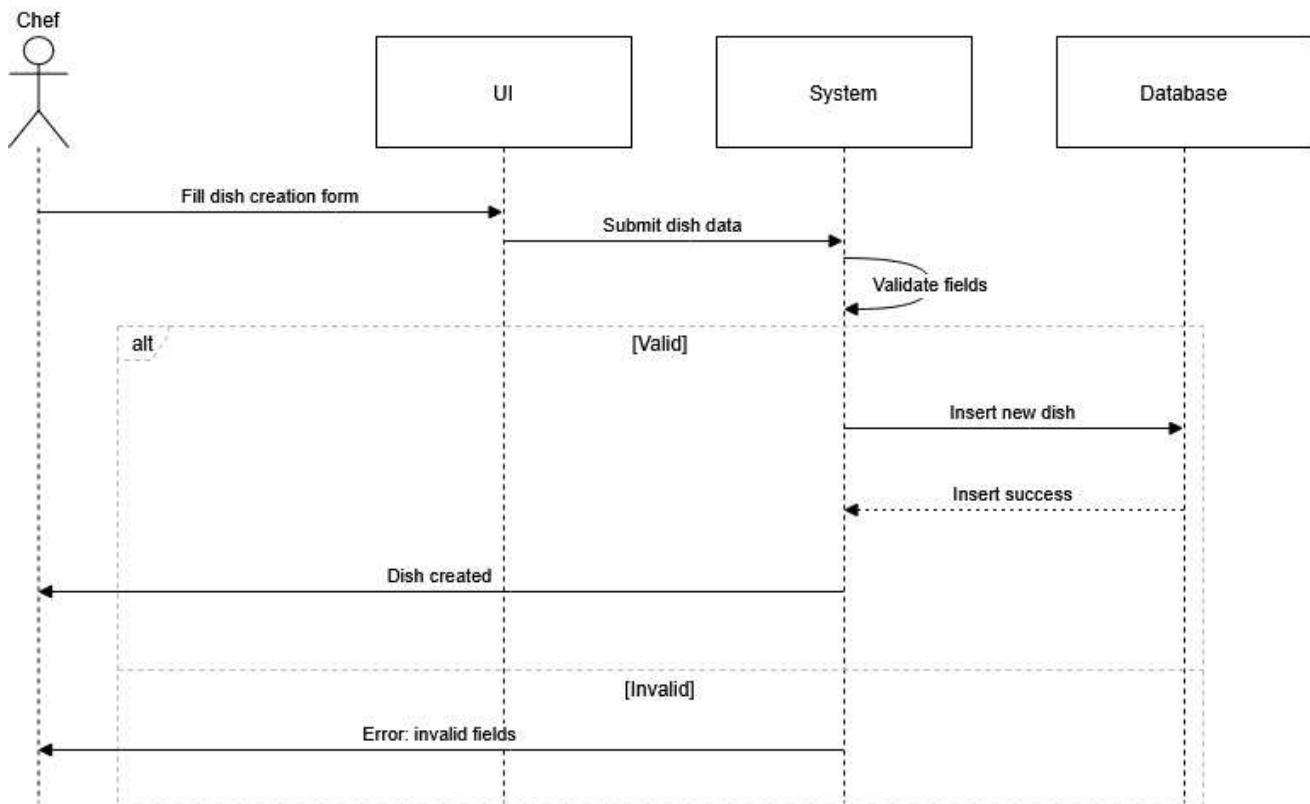 Chef
UI
System
Database
Fill dish creation form
Submit dish data
Validate fields
alt
[Valid]
Insert new dish
Insert success
Dish created
[Invalid]
Error: invalid fields